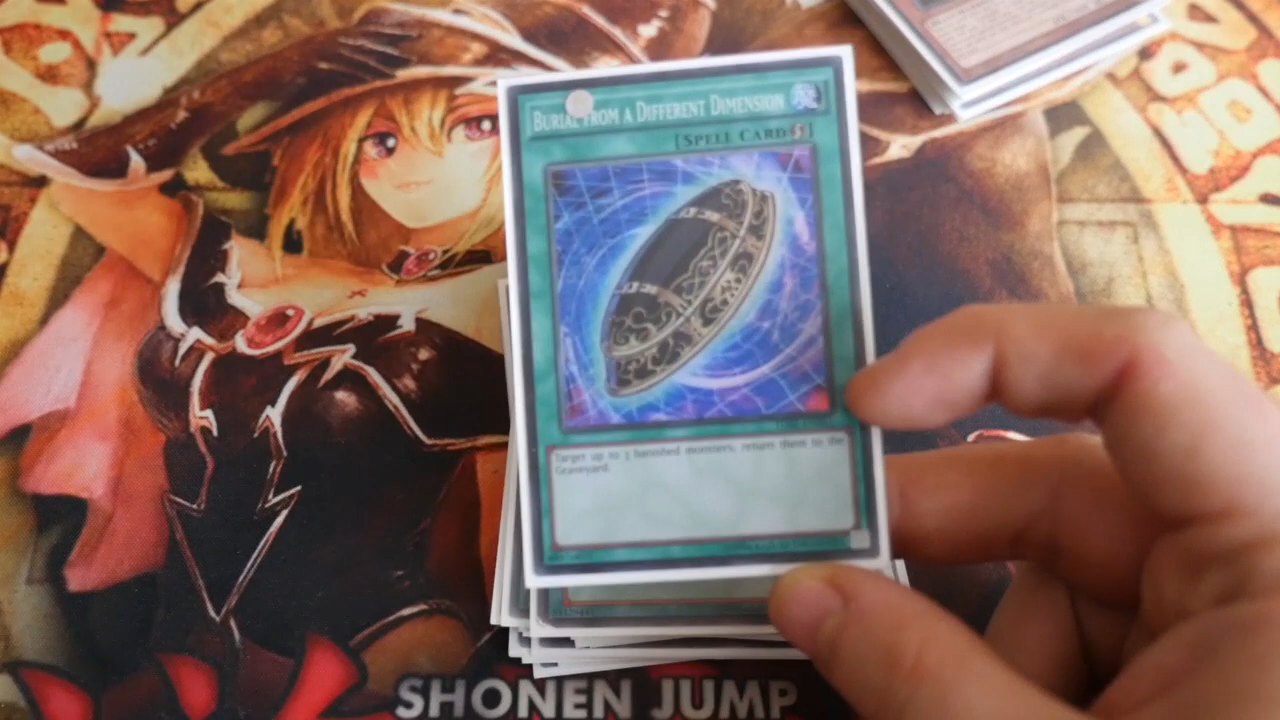 BURIAL FROM A DIFFERENT DIMENSION
[SPELL CARD]
Target up to 3 banished monsters; return them to the
Graveyard.
SHONEN JUMP